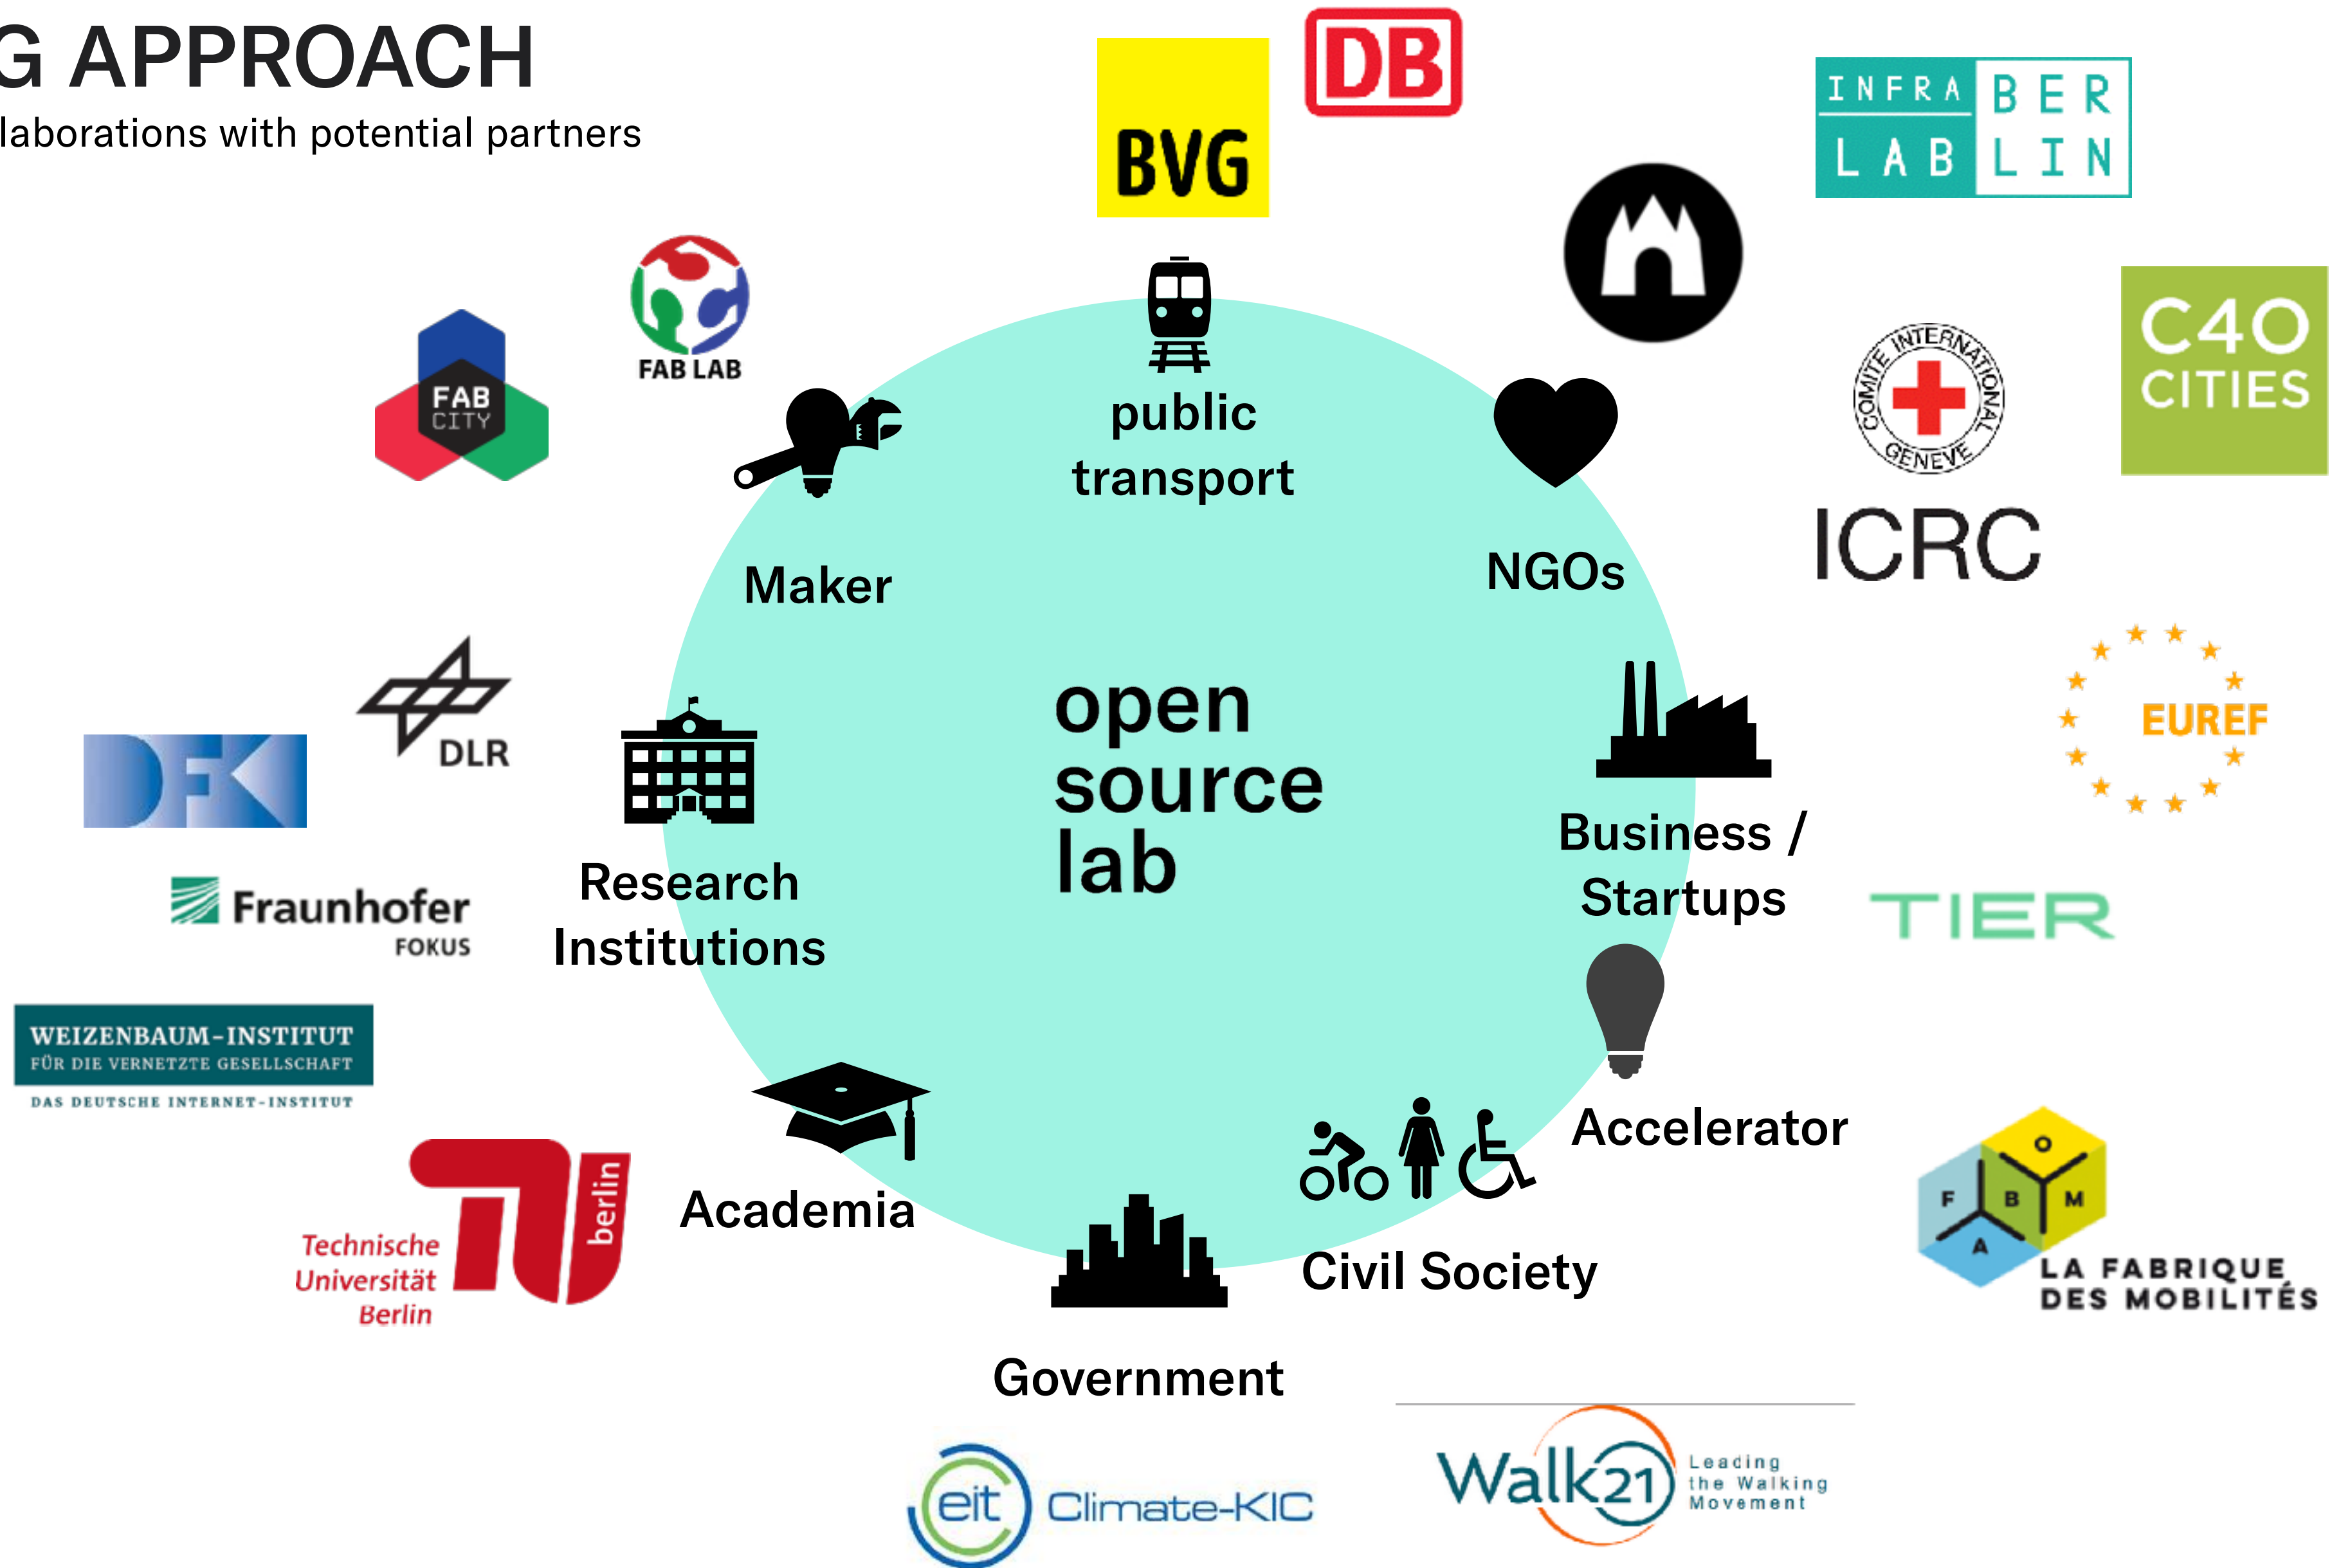 G APPROACH
laborations with potential partners
BVG
DB
INFRA BER
LAB LIN
FAB LAB
FAB
CITY
C40
CITIES
COMITE INTERNATIONAL
GENEVE
ICRC
public
transport
Maker
NGOs
DLR
DFK
Fraunhofer
FOKUS
Research
Institutions
open
source
lab
EUREF
Business /
Startups
TIER
WEIZENBAUM-INSTITUT
FÜR DIE VERNETZTE GESELLSCHAFT
DAS DEUTSCHE INTERNET-INSTITUT
Technische
Universität
Berlin
berlin
Academia
Accelerator
Civil Society
Government
O
F B M
A
LA FABRIQUE
DES MOBILITÉS
eit Climate-KIC
Walk21
Leading
the Walking
Movement